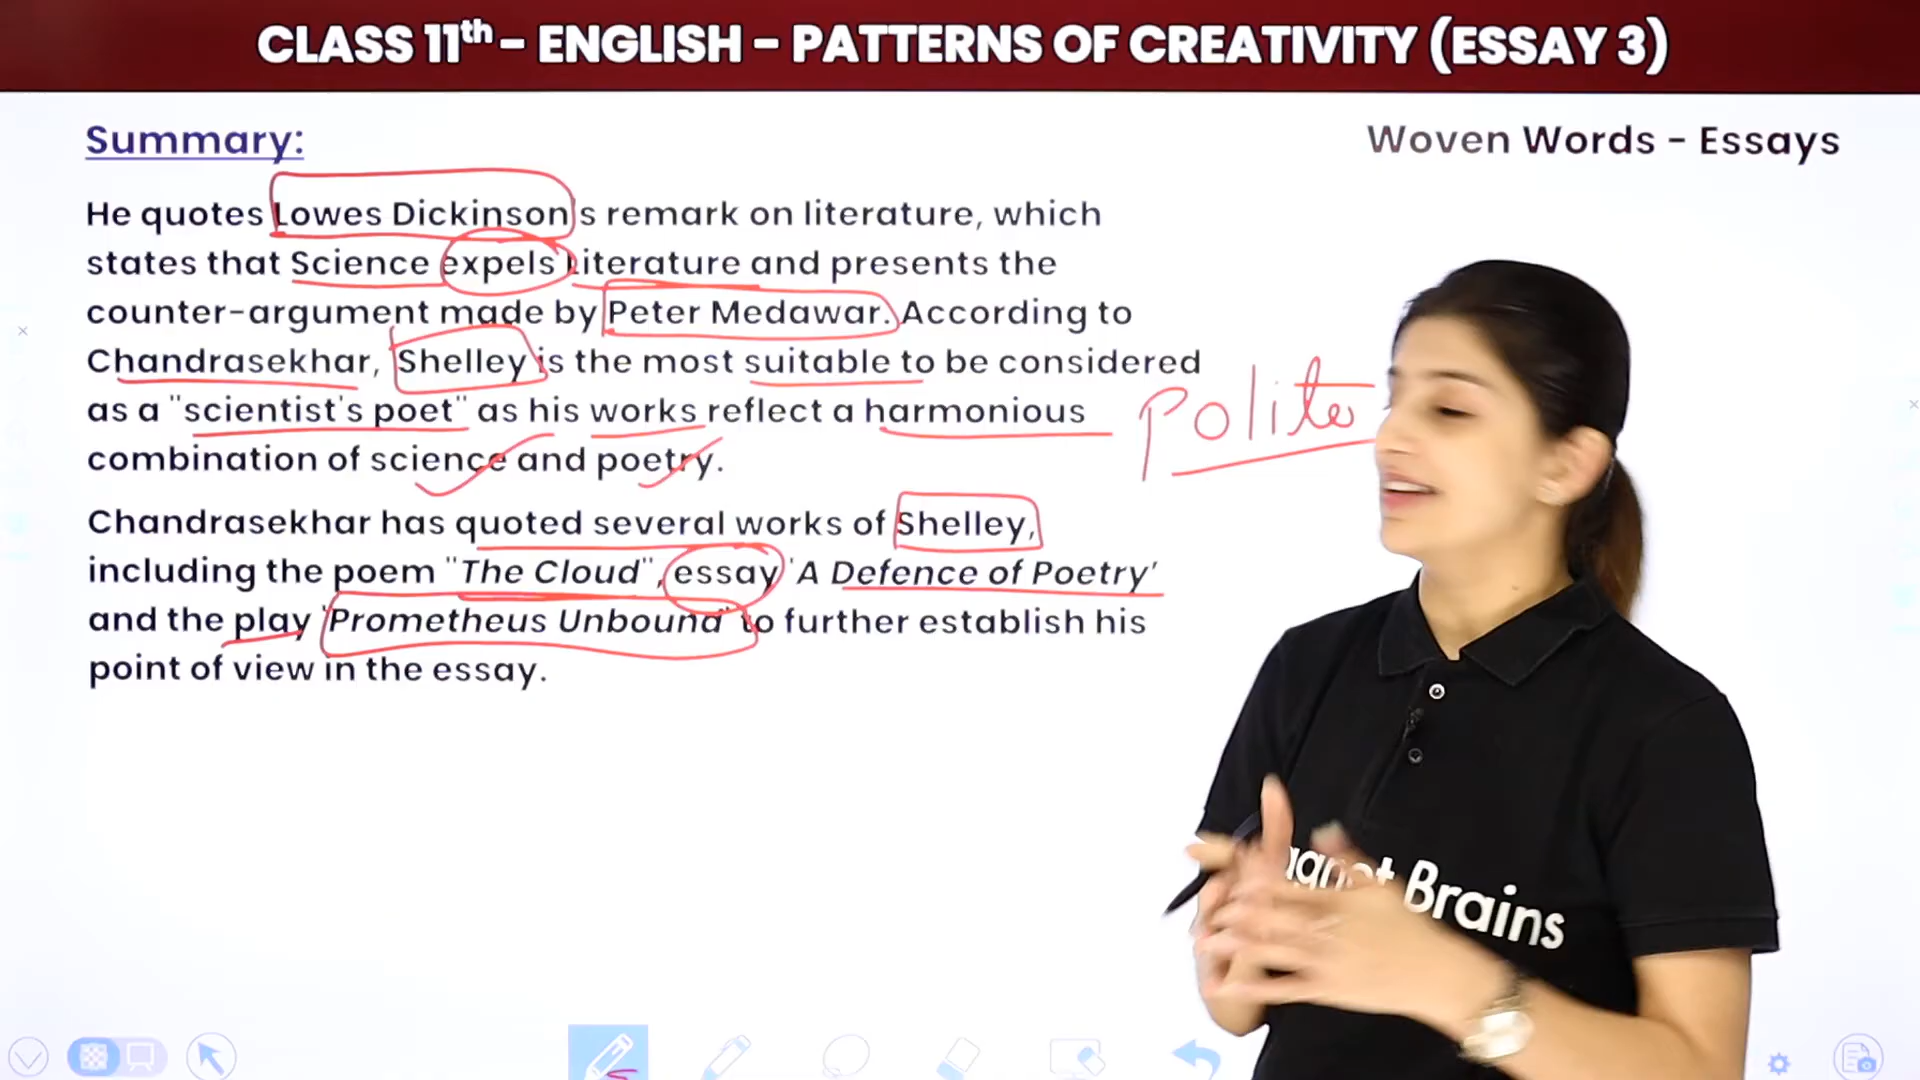 CLASS 11th – ENGLISH – PATTERNS OF CREATIVITY (ESSAY 3)
Summary:
Woven Words - Essays
He quotes Lowes Dickinson's remark on literature, which
states that Science expels Literature and presents the
counter-argument made by Peter Medawar. According to
Chandrasekhar, Shelley is the most suitable to be considered
as a "scientist's poet" as his works reflect a harmonious
combination of science and poetry.
Polite
Chandrasekhar has quoted several works of Shelley,
including the poem "The Cloud", essay 'A Defence of Poetry'
and the play 'Prometheus Unbound' to further establish his
point of view in the essay.
Brains